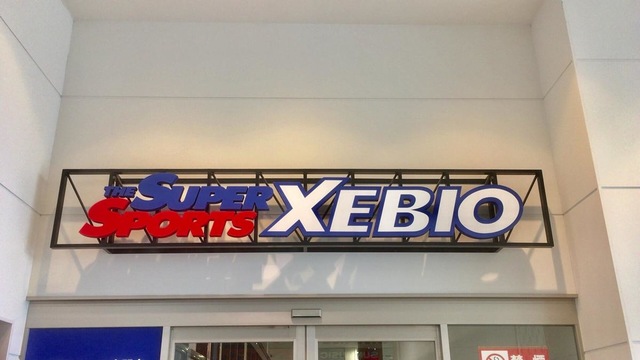 THE SUPER
SPORTS XEBIO